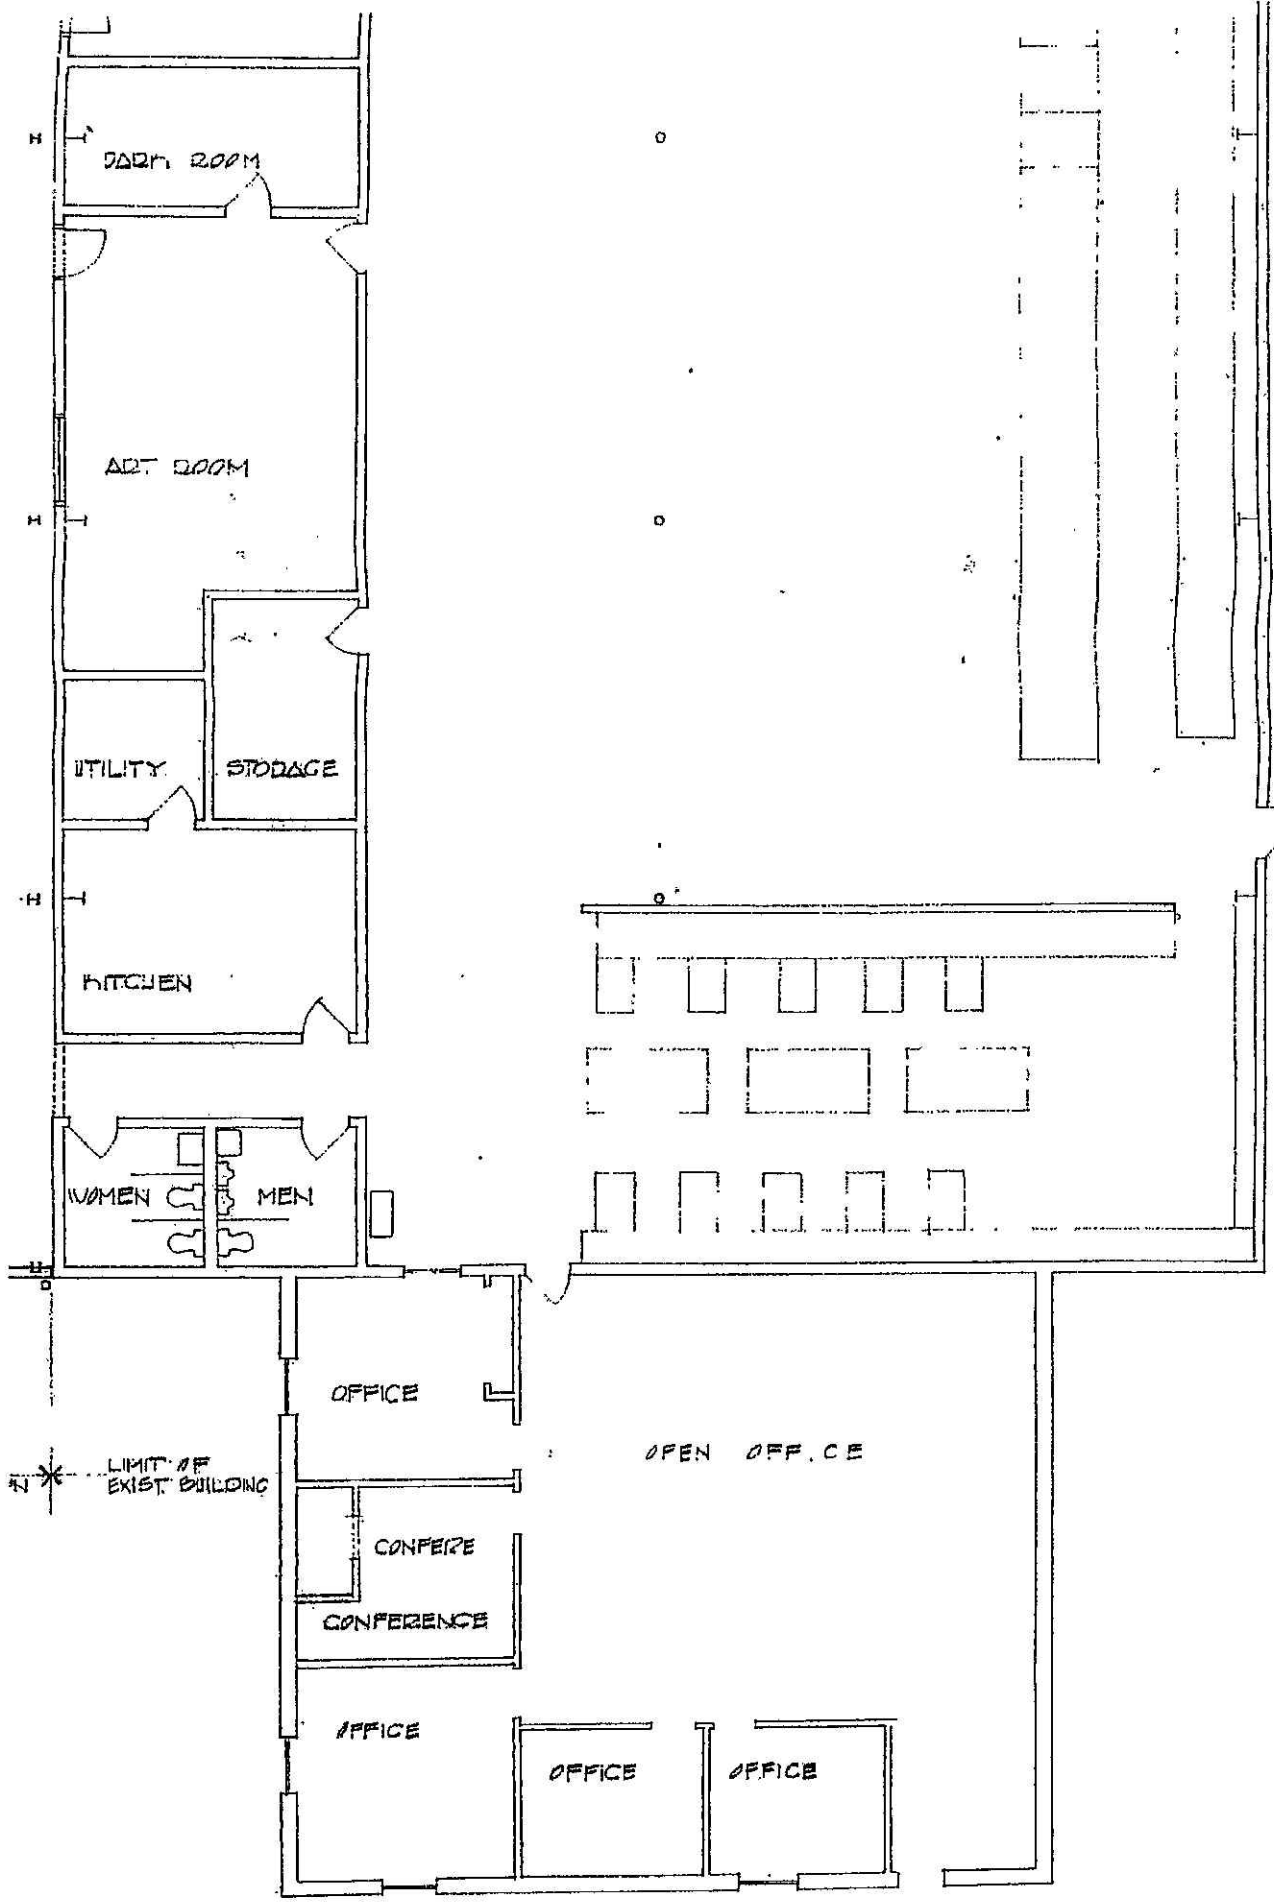 DARK ROOM
ART ROOM
UTILITY
STORAGE
KITCHEN
WOMEN
MEN
OFFICE
OPEN OFF.CE
LIMIT OF
EXIST. BUILDING
CONFERE
CONFERENCE
OFFICE
OFFICE
OFFICE